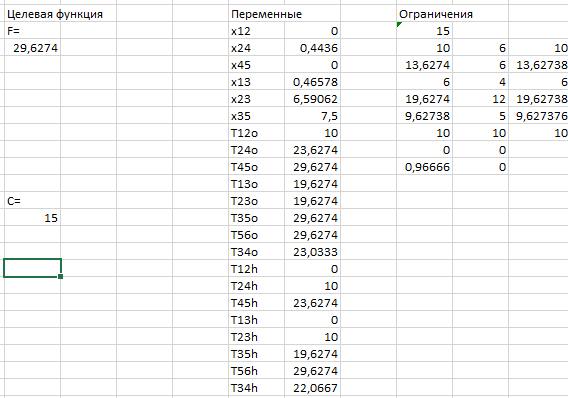 Целевая функция Переменные Ограничения
F= x12 0 15
29,6274 x24 0,4436 10 6 10
x45 0 13,6274 6 13,62738
x13 0,46578 6 4 6
x23 6,59062 19,6274 12 19,62738
x35 7,5 9,62738 5 9,627376
T12o 10 10 10 10
T24o 23,6274 0 0
T45o 29,6274 0,96666 0
T13o 19,6274
C= T23o 19,6274
15 T35o 29,6274
T56o 29,6274
T34o 23,0333
T12h 0
T24h 10
T45h 23,6274
T13h 0
T23h 10
T35h 19,6274
T56h 29,6274
T34h 22,0667